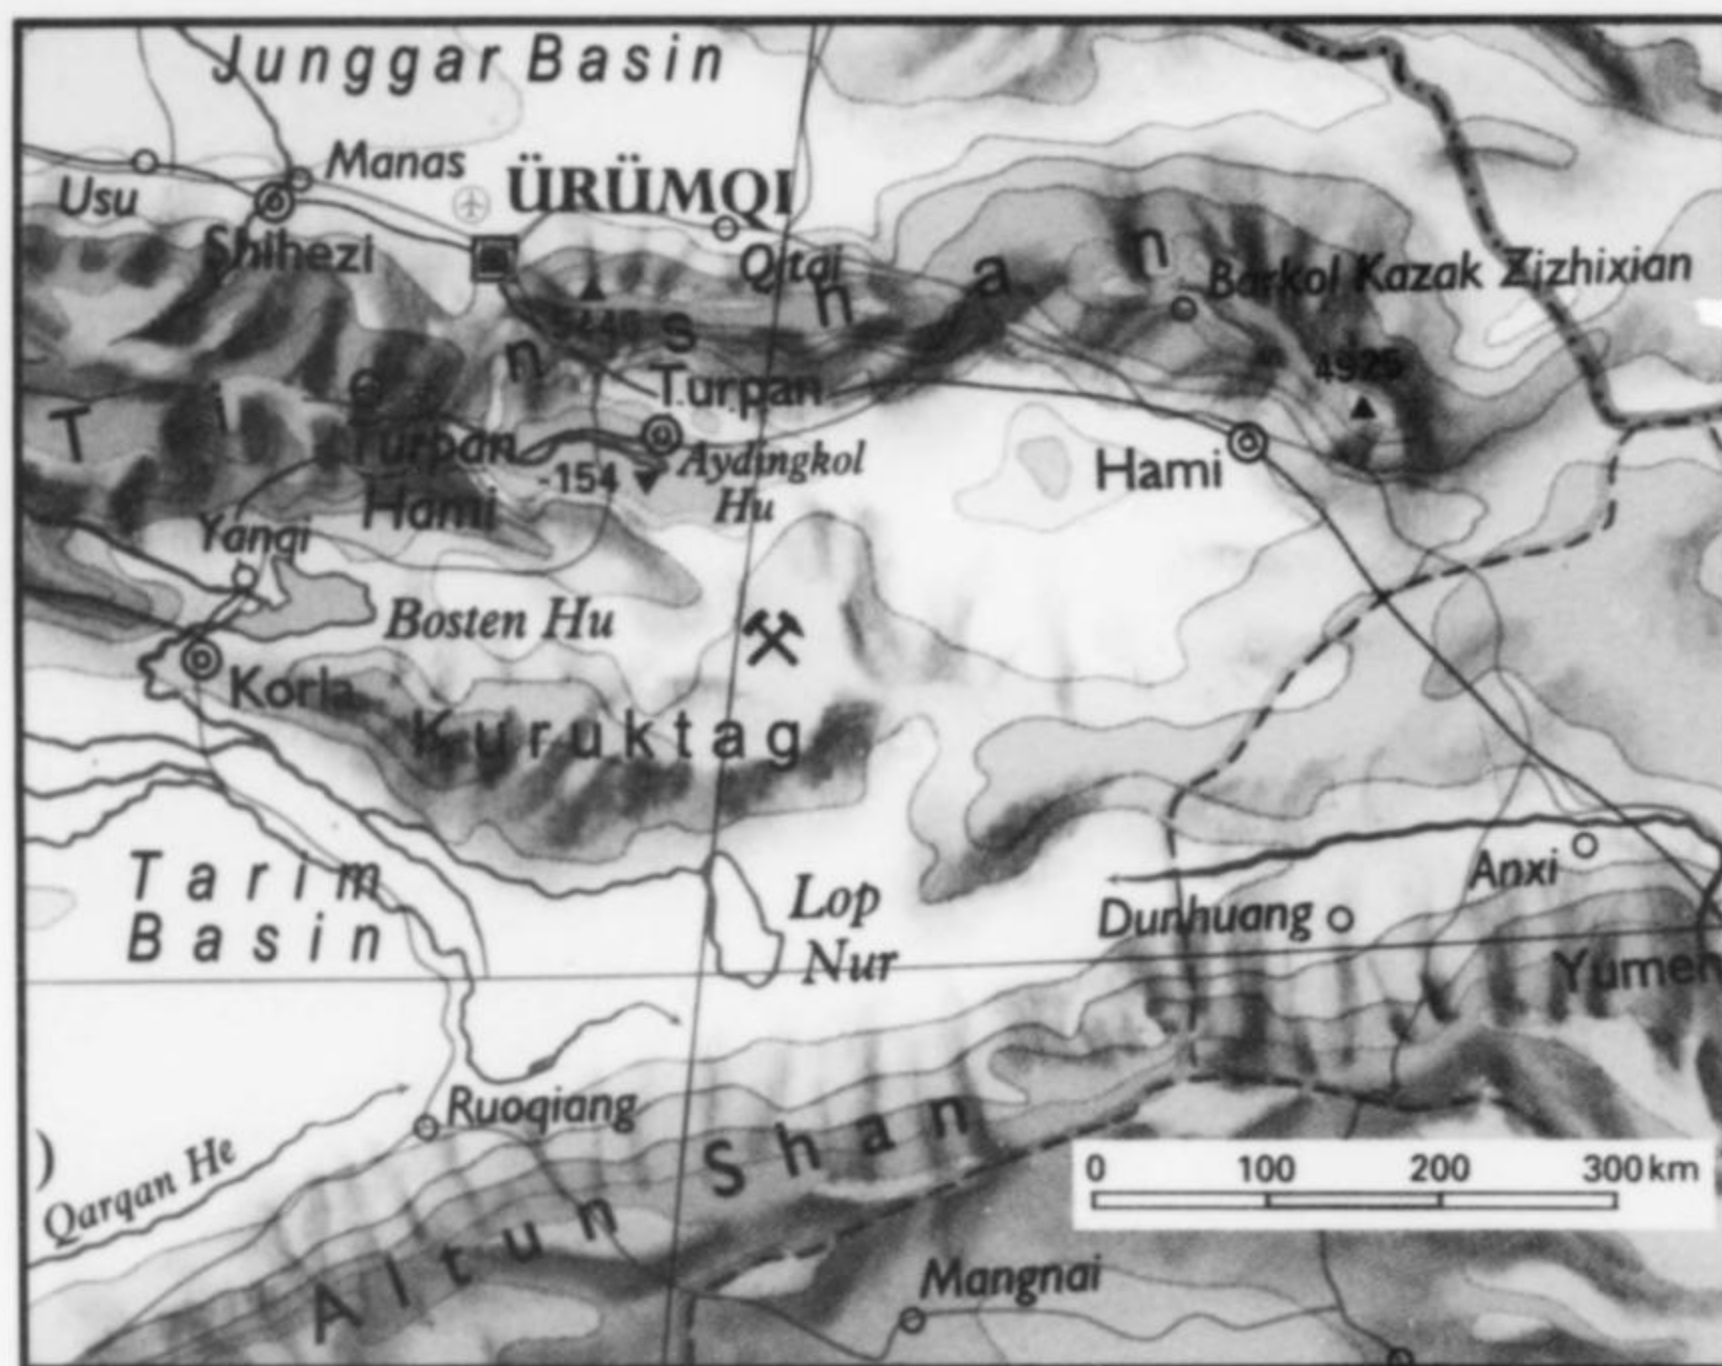 Junggar Basin
Manas
ÜRÜMQI
Usu
Shihezi
Qitai
Barkol Kazak Zizhixian
Tien Shan
Turpan
4925
Turpan
Hami
-154
Aydingkol
Hu
Hami
Yanqi
Bosten Hu
Korla
Kuruktag
Tarim
Basin
Lop
Nur
Anxi
Dunhuang
Yumen
Ruoqiang
)
Qarqan He
Altun Shan
0 100 200 300 km
Mangnai